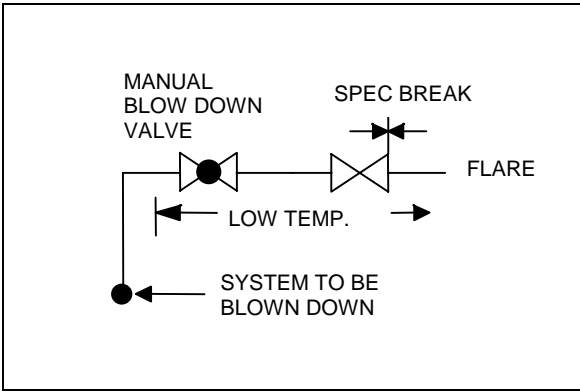 MANUAL
BLOW DOWN
VALVE
SPEC BREAK
FLARE
LOW TEMP.
SYSTEM TO BE
BLOWN DOWN